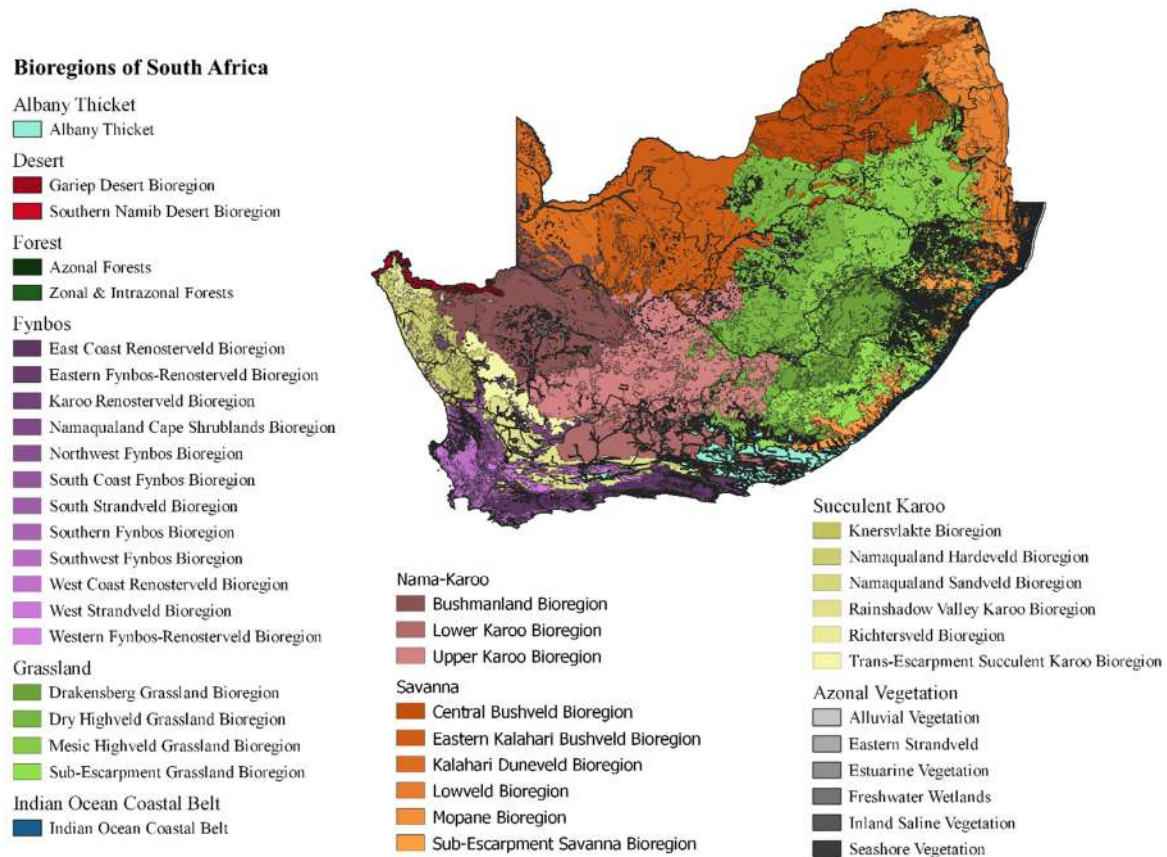 Bioregions of South Africa
Albany Thicket
Albany Thicket
Desert
Gariep Desert Bioregion
Southern Namib Desert Bioregion
Forest
Azonal Forests
Zonal & Intrazonal Forests
Fynbos
East Coast Renosterveld Bioregion
Eastern Fynbos-Renosterveld Bioregion
Karoo Renosterveld Bioregion
Namaqualand Cape Shrublands Bioregion
Northwest Fynbos Bioregion
South Coast Fynbos Bioregion
South Strandveld Bioregion
Southern Fynbos Bioregion
Southwest Fynbos Bioregion
West Coast Renosterveld Bioregion
West Strandveld Bioregion
Western Fynbos-Renosterveld Bioregion
Grassland
Drakensberg Grassland Bioregion
Dry Highveld Grassland Bioregion
Mesic Highveld Grassland Bioregion
Sub-Escarpment Grassland Bioregion
Indian Ocean Coastal Belt
Indian Ocean Coastal Belt
Nama-Karoo
Bushmanland Bioregion
Lower Karoo Bioregion
Upper Karoo Bioregion
Savanna
Central Bushveld Bioregion
Eastern Kalahari Bushveld Bioregion
Kalahari Duneveld Bioregion
Lowveld Bioregion
Mopane Bioregion
Sub-Escarpment Savanna Bioregion
Succulent Karoo
Knersvlakte Bioregion
Namaqualand Hardeveld Bioregion
Namaqualand Sandveld Bioregion
Rainshadow Valley Karoo Bioregion
Richtersveld Bioregion
Trans-Escarpment Succulent Karoo Bioregion
Azonal Vegetation
Alluvial Vegetation
Eastern Strandveld
Estuarine Vegetation
Freshwater Wetlands
Inland Saline Vegetation
Seashore Vegetation